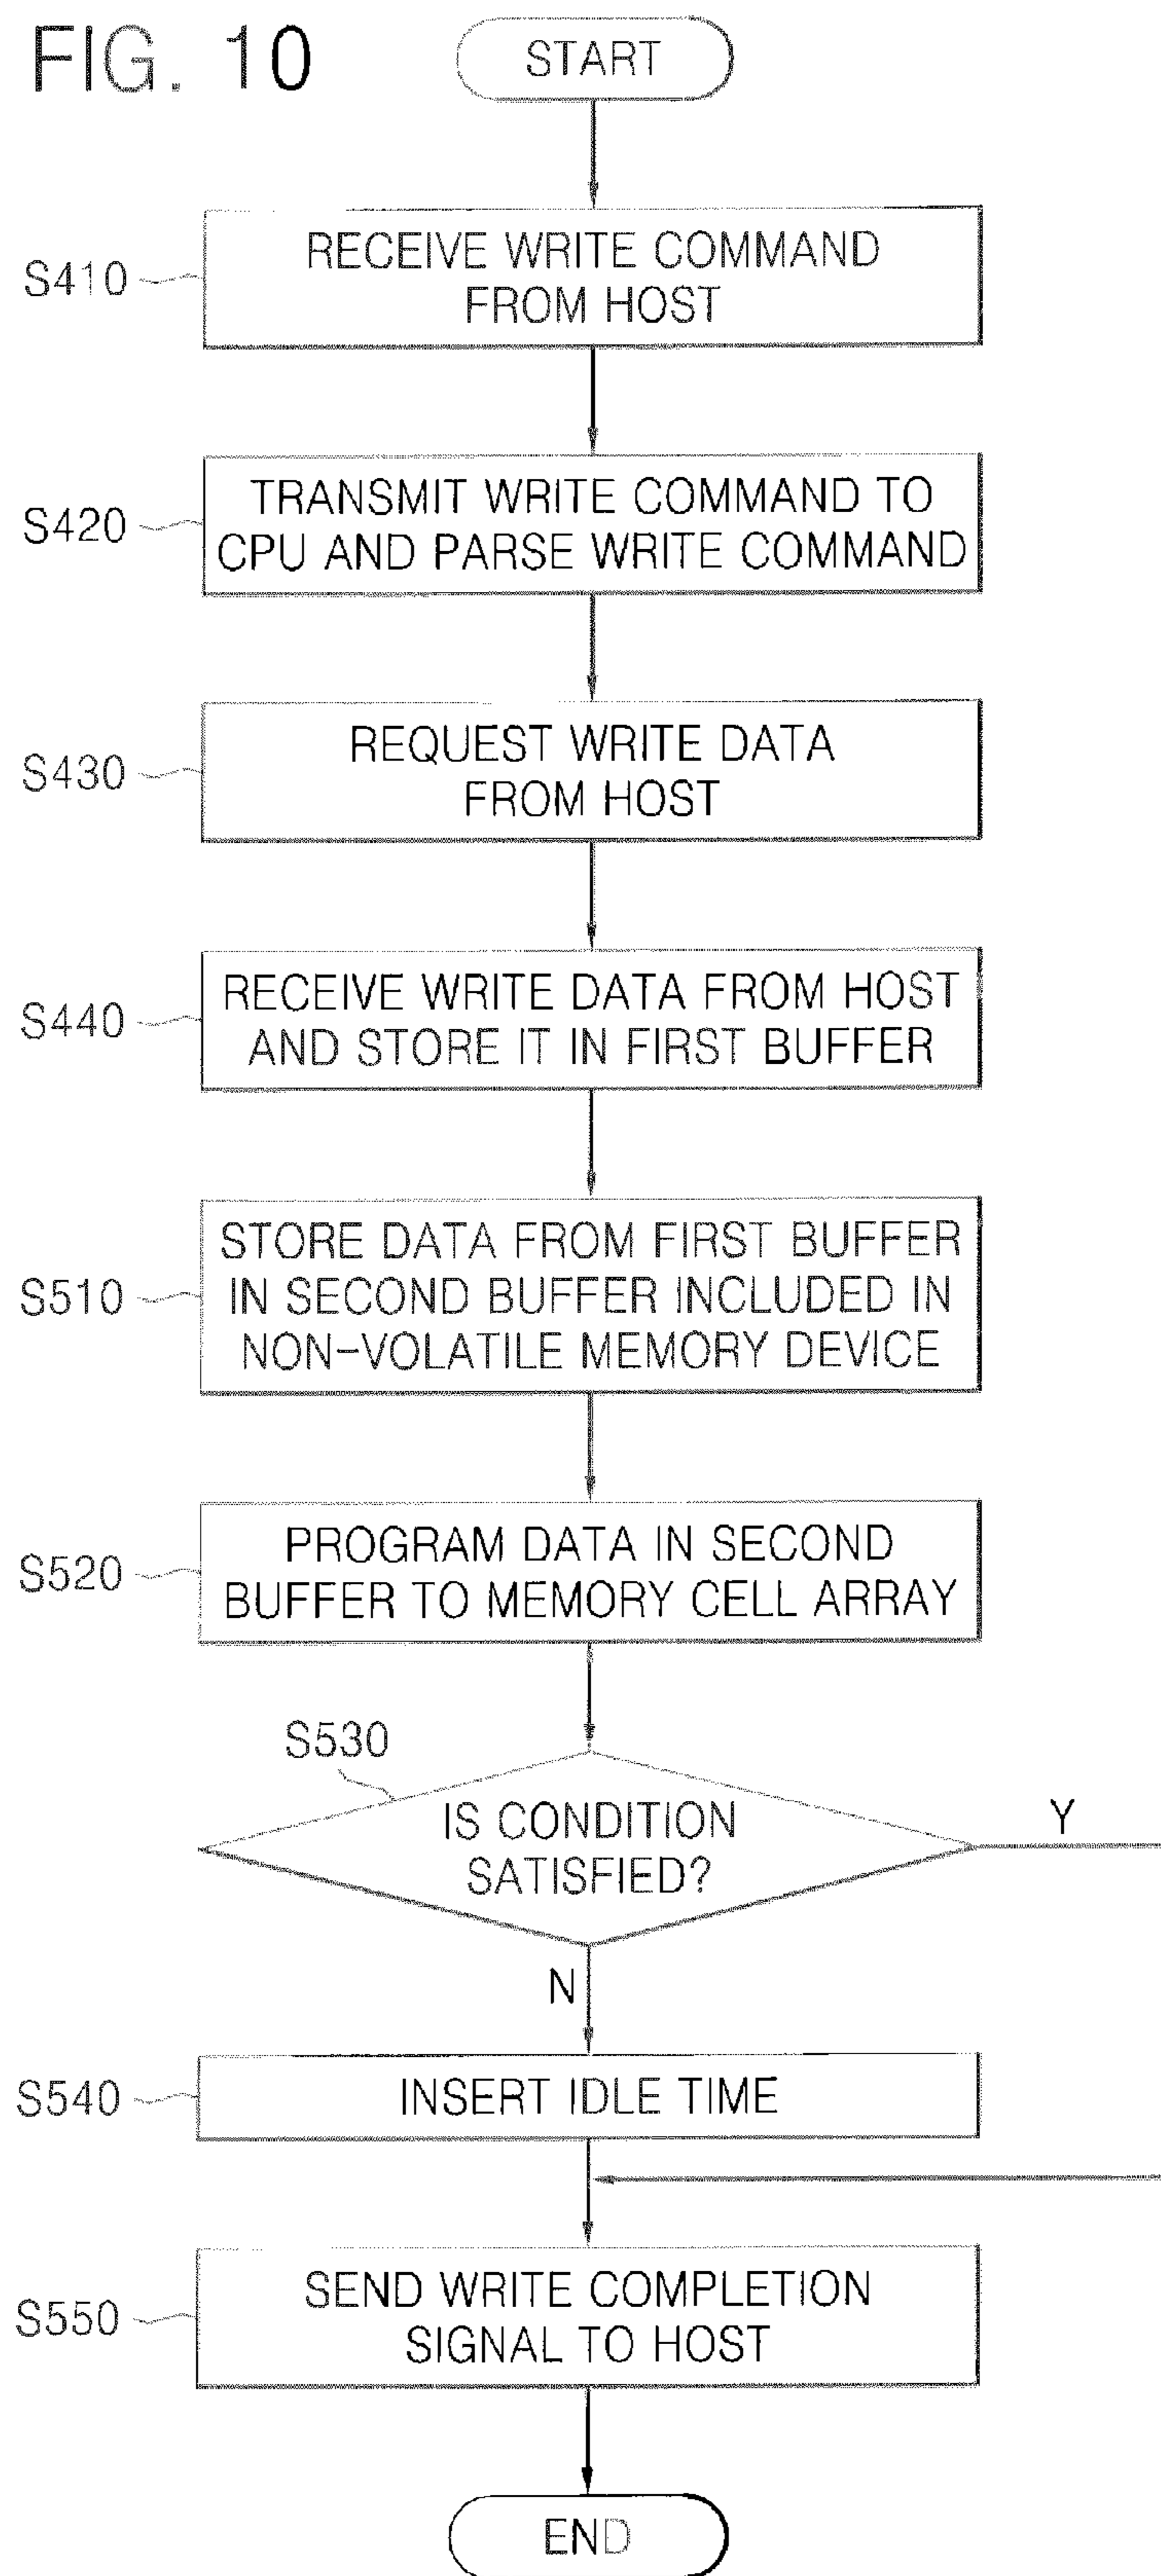 FIG. 10
START
S410
RECEIVE WRITE COMMAND
FROM HOST
S420
TRANSMIT WRITE COMMAND TO
CPU AND PARSE WRITE COMMAND
S430
REQUEST WRITE DATA
FROM HOST
S440
RECEIVE WRITE DATA FROM HOST
AND STORE IT IN FIRST BUFFER
S510
STORE DATA FROM FIRST BUFFER
IN SECOND BUFFER INCLUDED IN
NON-VOLATILE MEMORY DEVICE
S520
PROGRAM DATA IN SECOND
BUFFER TO MEMORY CELL ARRAY
S530
IS CONDITION
SATISFIED?
Y
N
S540
INSERT IDLE TIME
S550
SEND WRITE COMPLETION
SIGNAL TO HOST
END